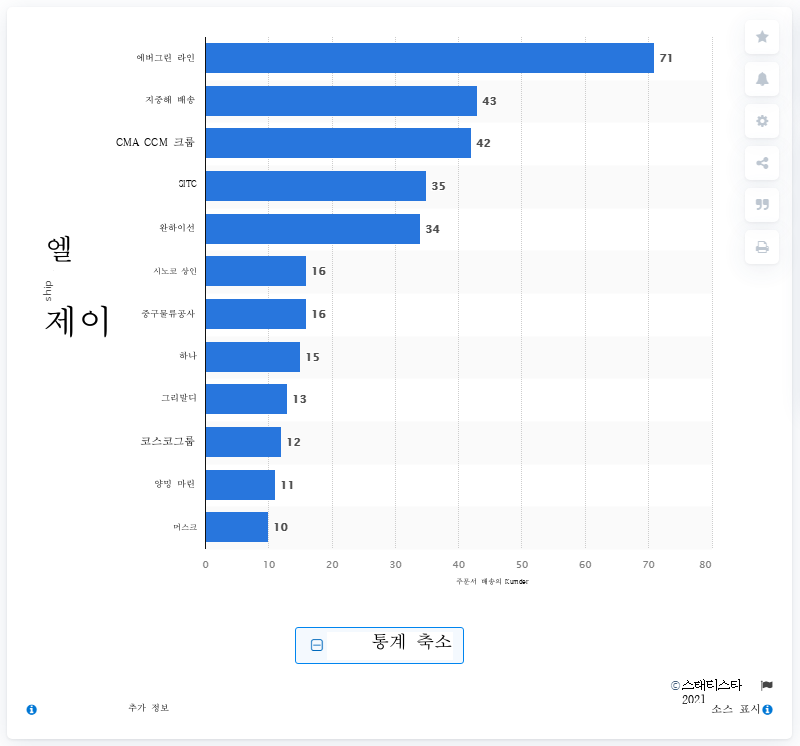 에버그린 라인
71
지중해 배송
43
CMA CCM 크룹
42
SITC
35
완하이선
34
시노코 상인
16
중구물류공사
16
하나
15
그리말디
13
코스코그룹
12
양밍 마린
11
머스크
10
엘
ship
제이
0 10 20 30 40 50 60 70 80
주문서 배송의 Kumder
통계 축소
© 스태티스타
2021
추가 정보
소스 표시